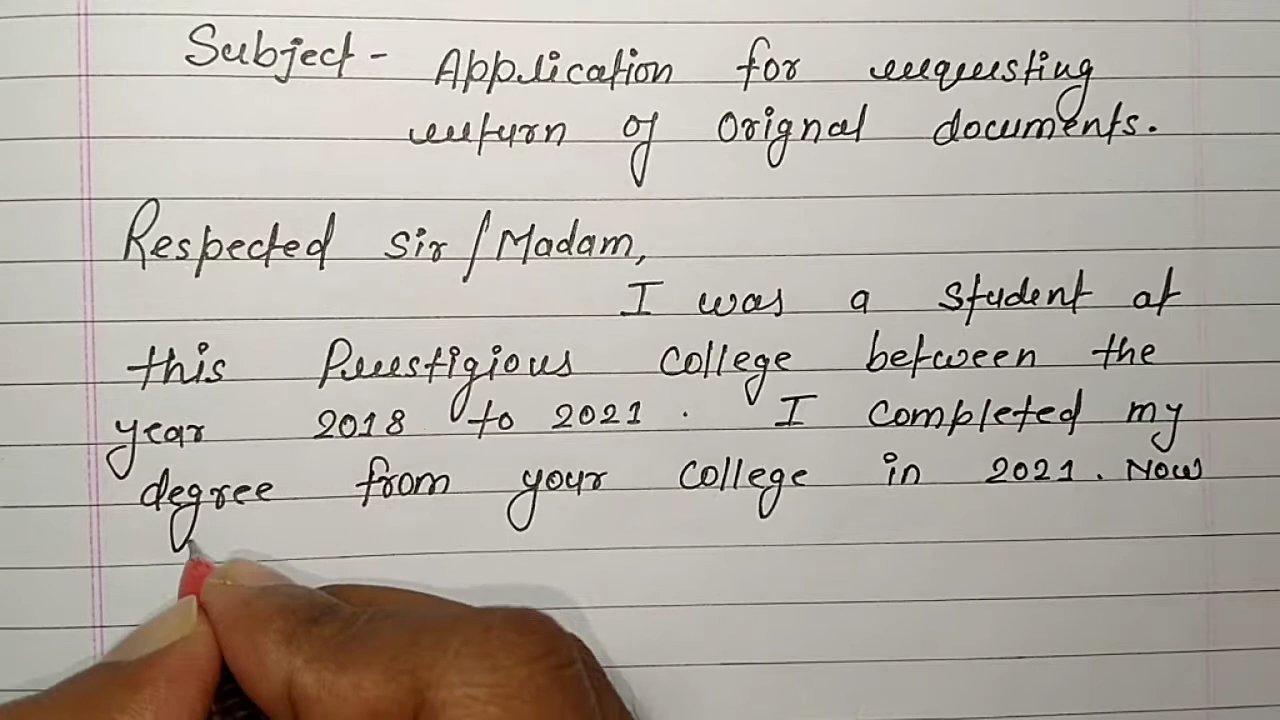 Subject - Application for requesting
return of Orignal documents.
Respected Sir/Madam,
I was a student at
this Prestigious college between the
year 2018 to 2021. I completed my
degree from your college in 2021. Now